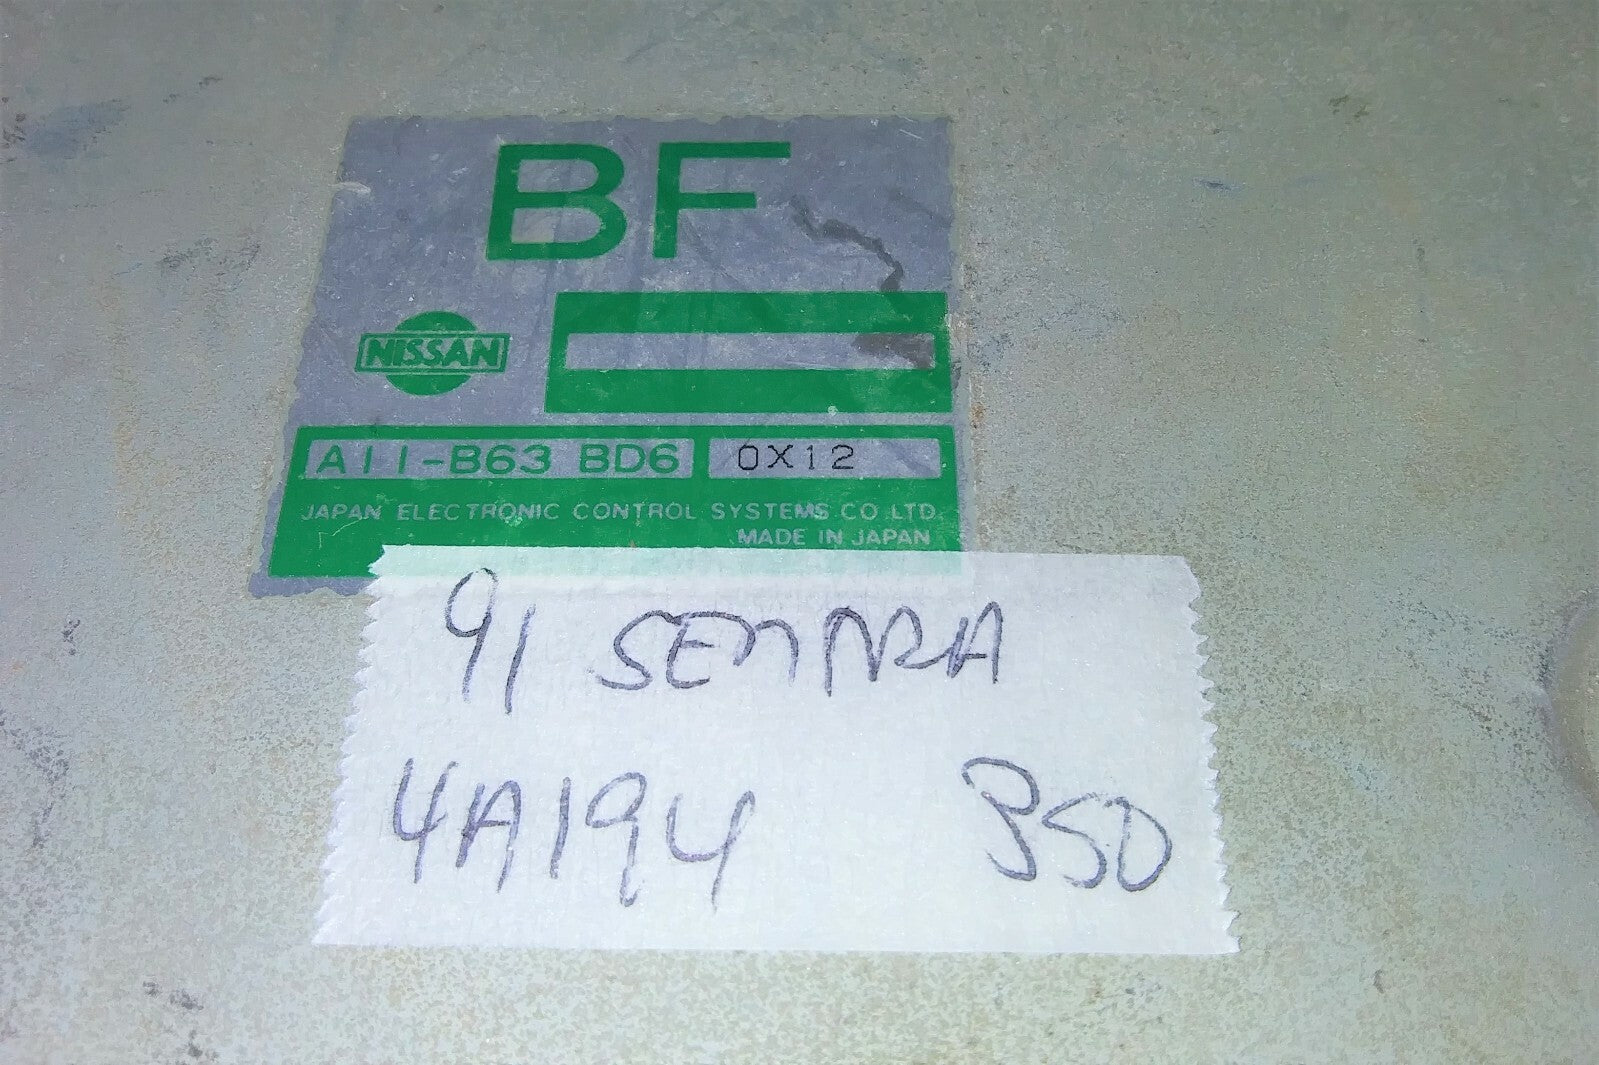 BF
NISSAN
A11-B63 BD6 0X12
JAPAN ELECTRONIC CONTROL SYSTEMS CO LTD.
MADE IN JAPAN
91 SENTRA
4A194 350